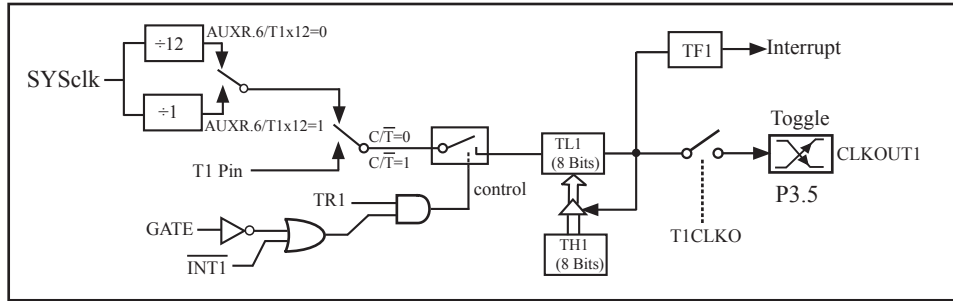 AUXR.6/T1x12=0
÷12
TF1
Interrupt
SYSclk
÷1
AUXR.6/T1x12=1
Toggle
C/T̅=0
C/T̅=1
TL1
(8 Bits)
CLKOUT1
T1 Pin
control
P3.5
TR1
GATE
T1CLKO
I̅N̅T̅1̅
TH1
(8 Bits)